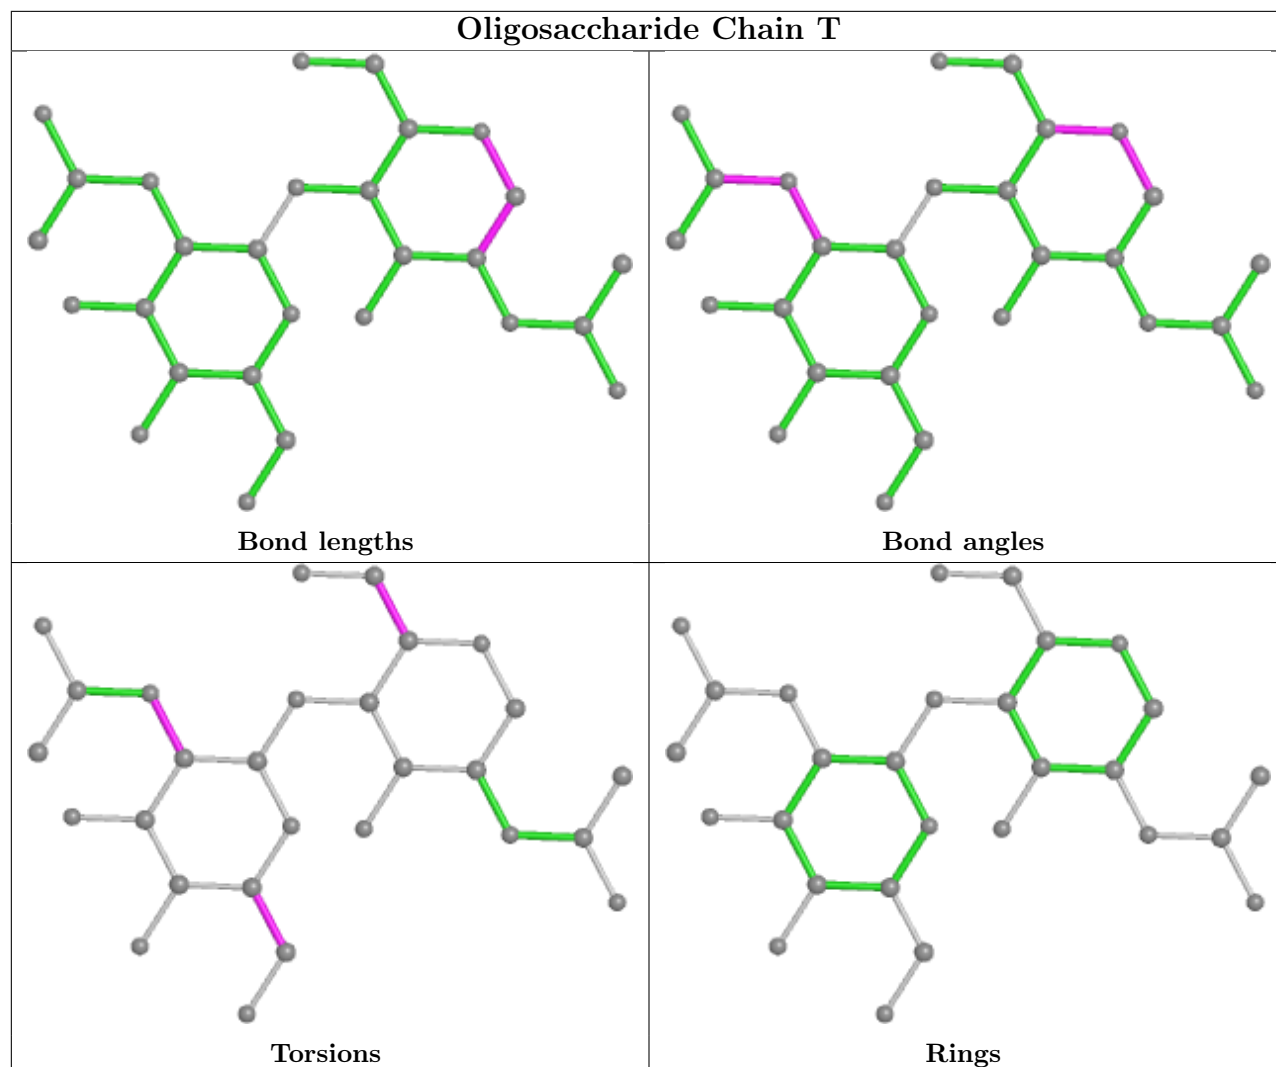 Oligosaccharide Chain T
Bond lengths
Bond angles
Torsions
Rings